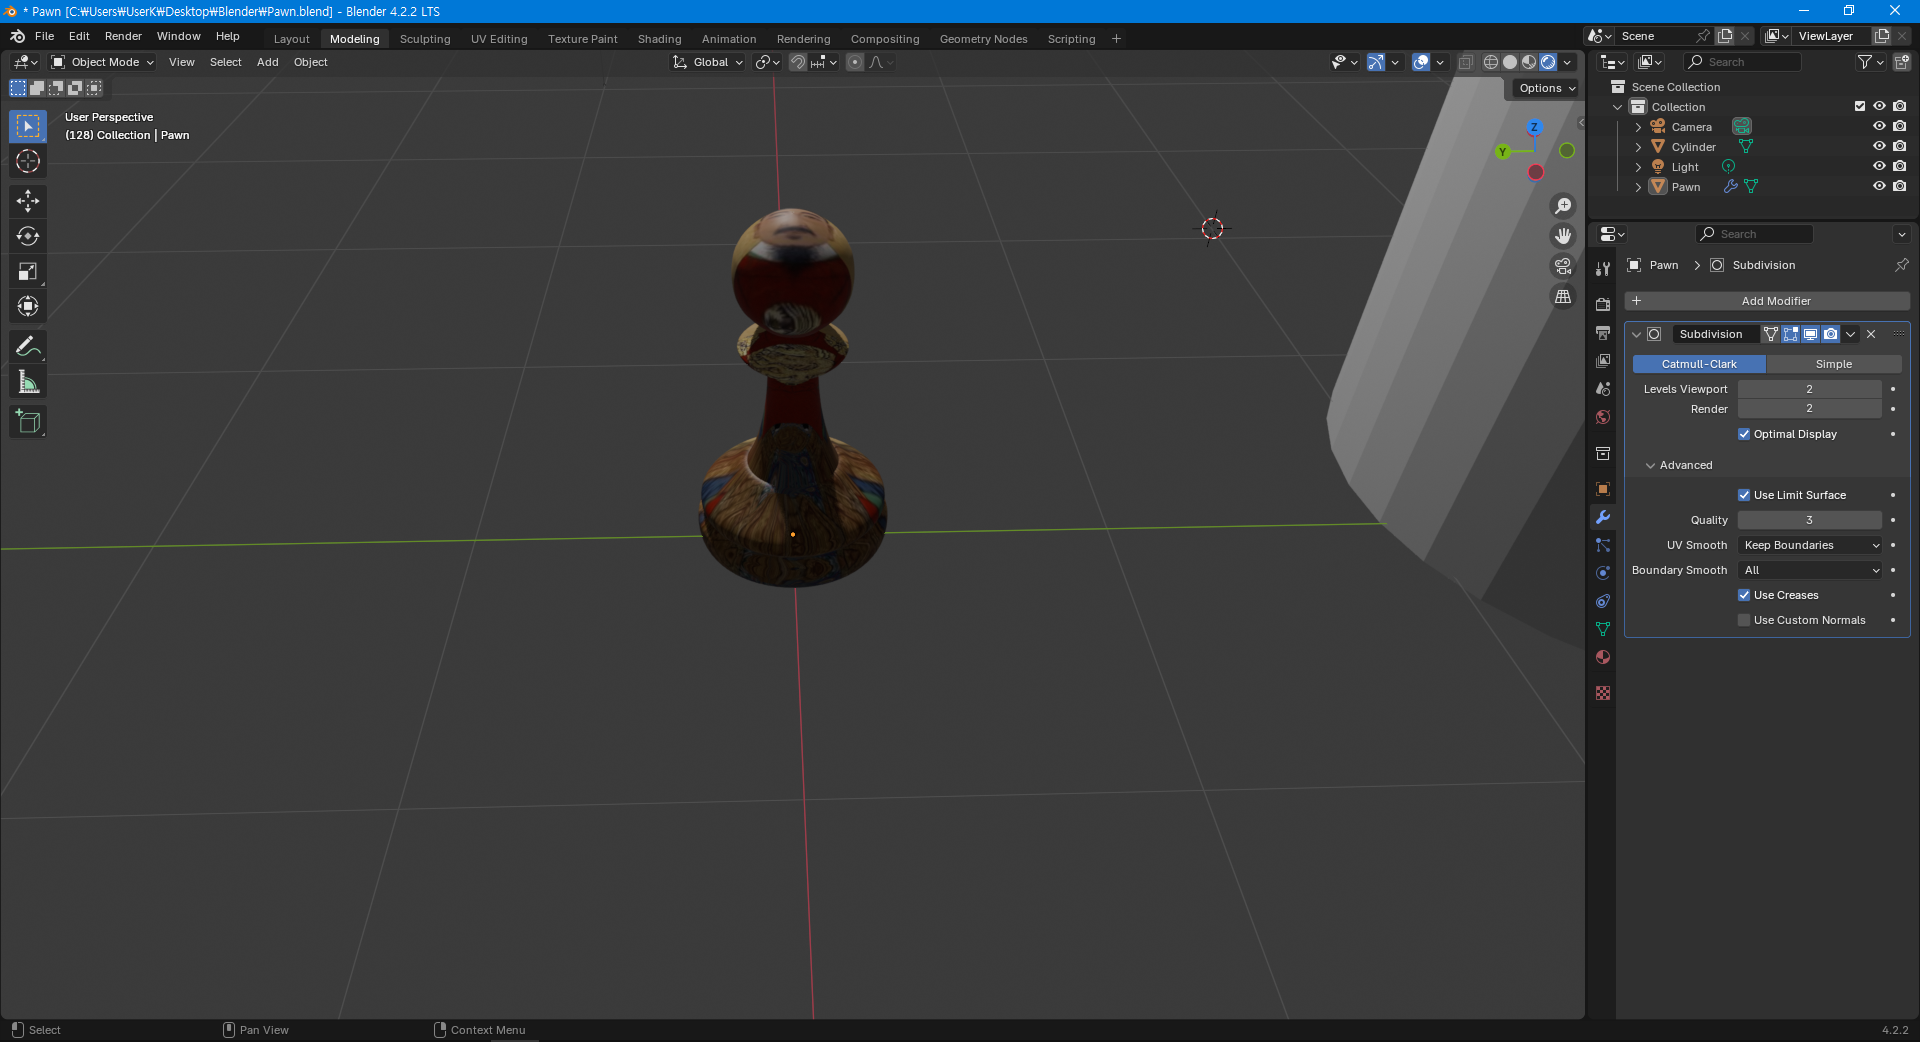 * Pawn [C:₩Users₩UserK₩Desktop₩Blender₩Pawn.blend] - Blender 4.2.2 LTS
File Edit Render Window Help Layout Modeling Sculpting UV Editing Texture Paint Shading Animation Rendering Compositing Geometry Nodes Scripting + Scene ViewLayer
Object Mode View Select Add Object Global Search
Options
User Perspective
(128) Collection | Pawn
Z
Y
Scene Collection
Collection
Camera
Cylinder
Light
Pawn
Search
Pawn > Subdivision
+ Add Modifier
Subdivision
Catmull-Clark Simple
Levels Viewport 2
Render 2
Optimal Display
Advanced
Use Limit Surface
Quality 3
UV Smooth Keep Boundaries
Boundary Smooth All
Use Creases
Use Custom Normals
Select Pan View Context Menu 4.2.2